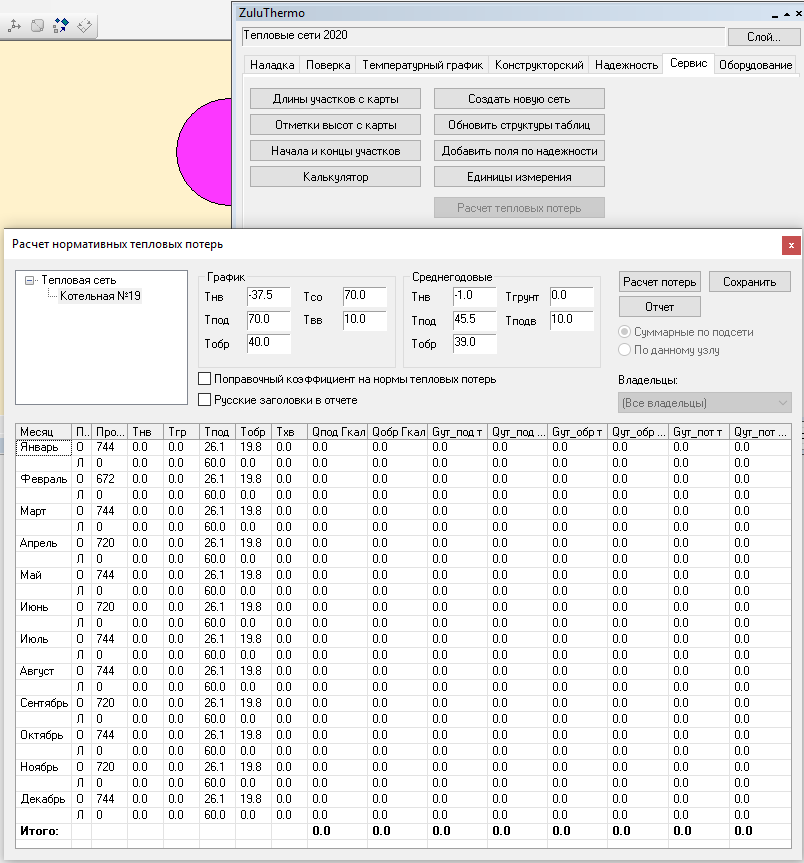 ZuluThermo
Тепловые сети 2020
Слой...
Наладка Поверка Температурный график Конструкторский Надежность Сервис Оборудование
Длины участков с карты Создать новую сеть
Отметки высот с карты Обновить структуры таблиц
Начала и концы участков Добавить поля по надежности
Калькулятор Единицы измерения
Расчет тепловых потерь
Расчет нормативных тепловых потерь
x
Тепловая сеть
Котельная №19
График
Тнв -37.5 Тсо 70.0
Тпод 70.0 Твв 10.0
Тобр 40.0
Среднегодовые
Тнв -1.0 Тгрунт 0.0
Тпод 45.5 Тподв 10.0
Тобр 39.0
Расчет потерь Сохранить
Отчет
Суммарные по подсети
По данному узлу
Владельцы:
(Все владельцы)
Поправочный коэффициент на нормы тепловых потерь
Русские заголовки в отчете
Месяц П.. Про... Тнв Тгр Тпод Тобр Тхв Qпод Гкал Qобр Гкал Gут_под т Qут_под ... Gут_обр т Qут_обр ... Gут_пот т Qут_пот ...
Январь О 744 0.0 0.0 26.1 19.8 0.0 0.0 0.0 0.0 0.0 0.0 0.0 0.0 0.0
Л 0 0.0 0.0 60.0 0.0 0.0 0.0 0.0 0.0 0.0 0.0 0.0 0.0 0.0
Февраль О 672 0.0 0.0 26.1 19.8 0.0 0.0 0.0 0.0 0.0 0.0 0.0 0.0 0.0
Л 0 0.0 0.0 60.0 0.0 0.0 0.0 0.0 0.0 0.0 0.0 0.0 0.0 0.0
Март О 744 0.0 0.0 26.1 19.8 0.0 0.0 0.0 0.0 0.0 0.0 0.0 0.0 0.0
Л 0 0.0 0.0 60.0 0.0 0.0 0.0 0.0 0.0 0.0 0.0 0.0 0.0 0.0
Апрель О 720 0.0 0.0 26.1 19.8 0.0 0.0 0.0 0.0 0.0 0.0 0.0 0.0 0.0
Л 0 0.0 0.0 60.0 0.0 0.0 0.0 0.0 0.0 0.0 0.0 0.0 0.0 0.0
Май О 744 0.0 0.0 26.1 19.8 0.0 0.0 0.0 0.0 0.0 0.0 0.0 0.0 0.0
Л 0 0.0 0.0 60.0 0.0 0.0 0.0 0.0 0.0 0.0 0.0 0.0 0.0 0.0
Июнь О 720 0.0 0.0 26.1 19.8 0.0 0.0 0.0 0.0 0.0 0.0 0.0 0.0 0.0
Л 0 0.0 0.0 60.0 0.0 0.0 0.0 0.0 0.0 0.0 0.0 0.0 0.0 0.0
Июль О 744 0.0 0.0 26.1 19.8 0.0 0.0 0.0 0.0 0.0 0.0 0.0 0.0 0.0
Л 0 0.0 0.0 60.0 0.0 0.0 0.0 0.0 0.0 0.0 0.0 0.0 0.0 0.0
Август О 744 0.0 0.0 26.1 19.8 0.0 0.0 0.0 0.0 0.0 0.0 0.0 0.0 0.0
Л 0 0.0 0.0 60.0 0.0 0.0 0.0 0.0 0.0 0.0 0.0 0.0 0.0 0.0
Сентябрь О 720 0.0 0.0 26.1 19.8 0.0 0.0 0.0 0.0 0.0 0.0 0.0 0.0 0.0
Л 0 0.0 0.0 60.0 0.0 0.0 0.0 0.0 0.0 0.0 0.0 0.0 0.0 0.0
Октябрь О 744 0.0 0.0 26.1 19.8 0.0 0.0 0.0 0.0 0.0 0.0 0.0 0.0 0.0
Л 0 0.0 0.0 60.0 0.0 0.0 0.0 0.0 0.0 0.0 0.0 0.0 0.0 0.0
Ноябрь О 720 0.0 0.0 26.1 19.8 0.0 0.0 0.0 0.0 0.0 0.0 0.0 0.0 0.0
Л 0 0.0 0.0 60.0 0.0 0.0 0.0 0.0 0.0 0.0 0.0 0.0 0.0 0.0
Декабрь О 744 0.0 0.0 26.1 19.8 0.0 0.0 0.0 0.0 0.0 0.0 0.0 0.0 0.0
Л 0 0.0 0.0 60.0 0.0 0.0 0.0 0.0 0.0 0.0 0.0 0.0 0.0 0.0
Итого: 0.0 0.0 0.0 0.0 0.0 0.0 0.0 0.0